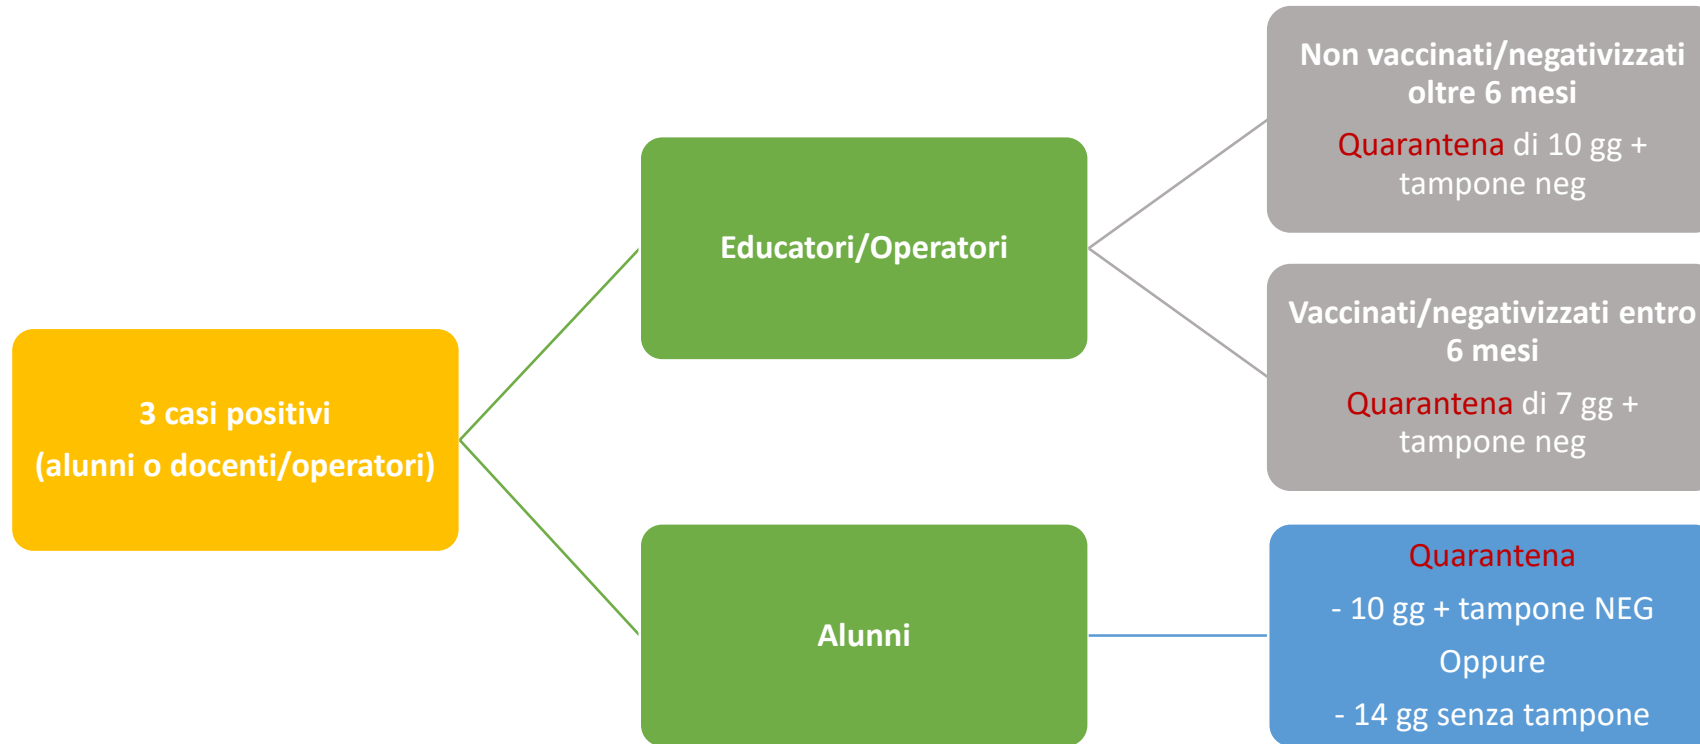 3 casi positivi
(alunni o docenti/operatori)
Educatori/Operatori
Non vaccinati/negativizzati
oltre 6 mesi
Quarantena di 10 gg +
tampone neg
Vaccinati/negativizzati entro
6 mesi
Quarantena di 7 gg +
tampone neg
Alunni
Quarantena
- 10 gg + tampone NEG
Oppure
- 14 gg senza tampone